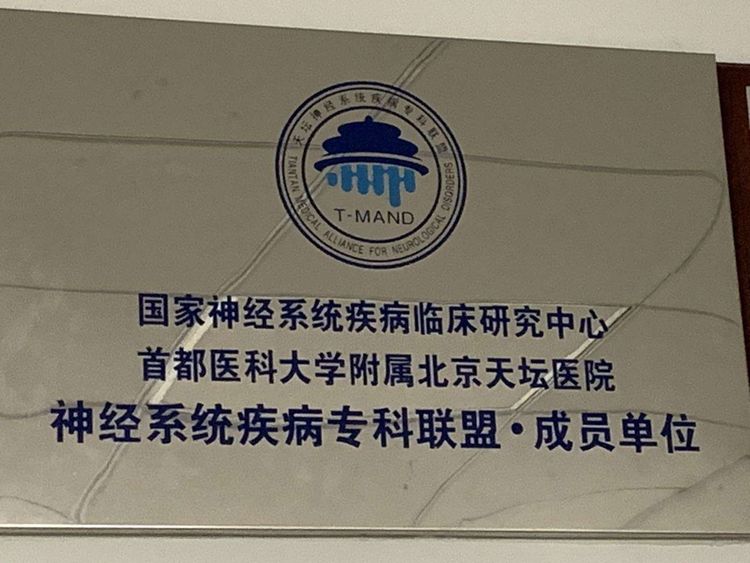 天坛神经系统疾病专科联盟
TIANTAN MEDICAL ALLIANCE FOR NEUROLOGICAL DISORDERS
T-MAND
国家神经系统疾病临床研究中心
首都医科大学附属北京天坛医院
神经系统疾病专科联盟·成员单位